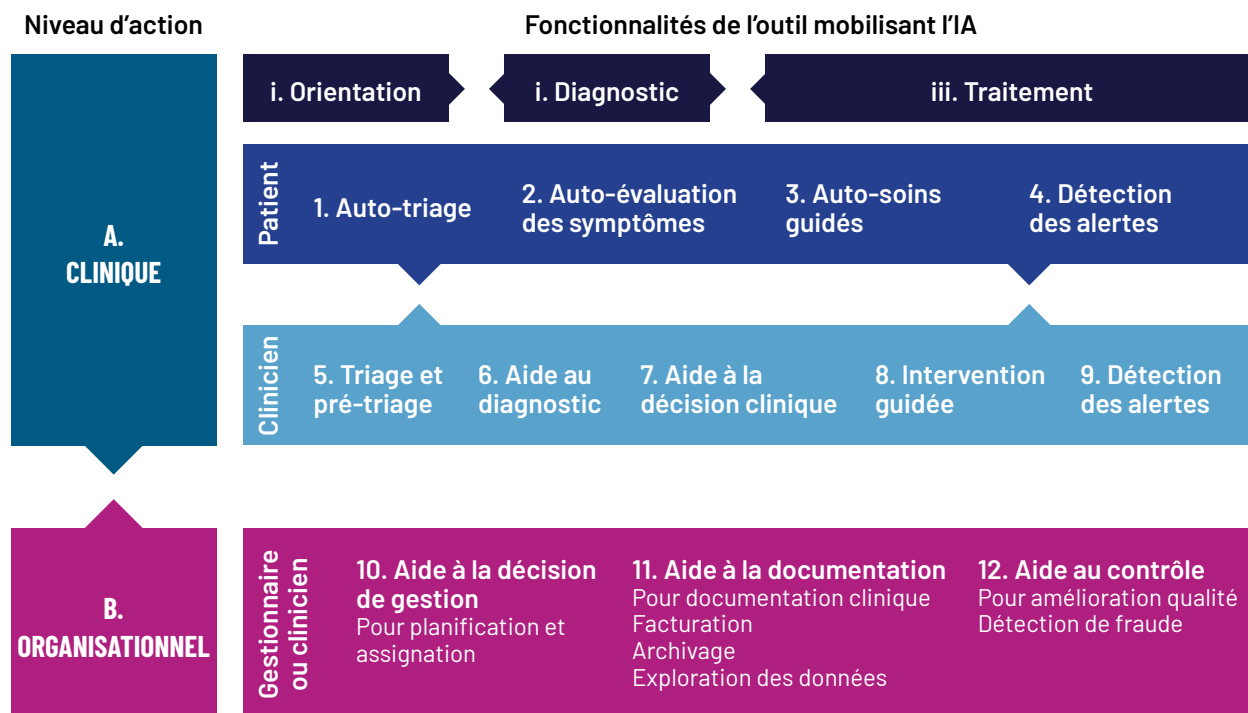 Niveau d'action
Fonctionnalités de l'outil mobilisant l'IA
A.
CLINIQUE
i. Orientation
i. Diagnostic
iii. Traitement
Patient
1. Auto-triage
2. Auto-évaluation
des symptômes
3. Auto-soins
guidés
4. Détection
des alertes
Clinicien
5. Triage et
pré-triage
6. Aide au
diagnostic
7. Aide à la
décision clinique
8. Intervention
guidée
9. Détection
des alertes
B.
ORGANISATIONNEL
Gestionnaire
ou clinicien
10. Aide à la décision
de gestion
Pour planification et
assignation
11. Aide à la documentation
Pour documentation clinique
Facturation
Archivage
Exploration des données
12. Aide au contrôle
Pour amélioration qualité
Détection de fraude